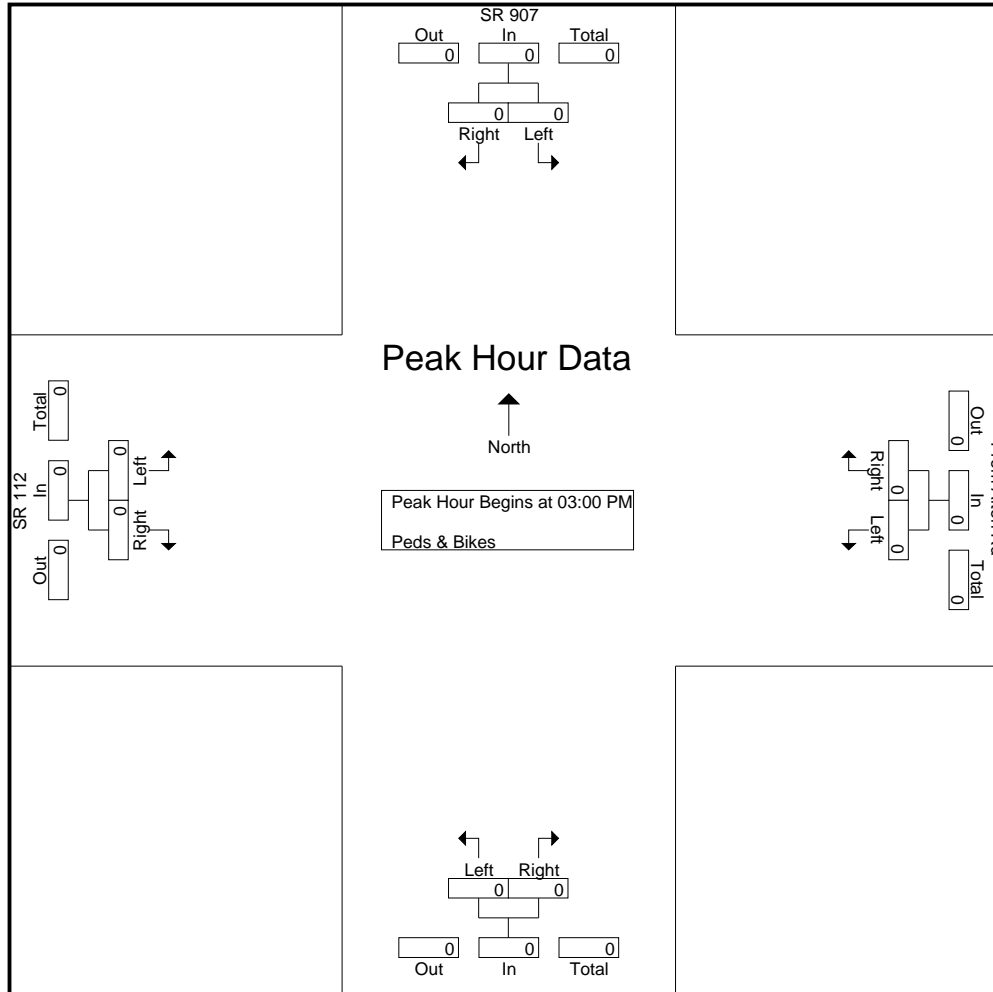 SR 907
Out In Total
0 0 0
0 0
Right Left
Peak Hour Data
North
Peak Hour Begins at 03:00 PM
Peds & Bikes
SR 112
Out In Total
0 0 0
Right Left
0 0
Out In Total
0 0 0
Right Left
0 0
Left Right
0 0
0 0 0
Out In Total